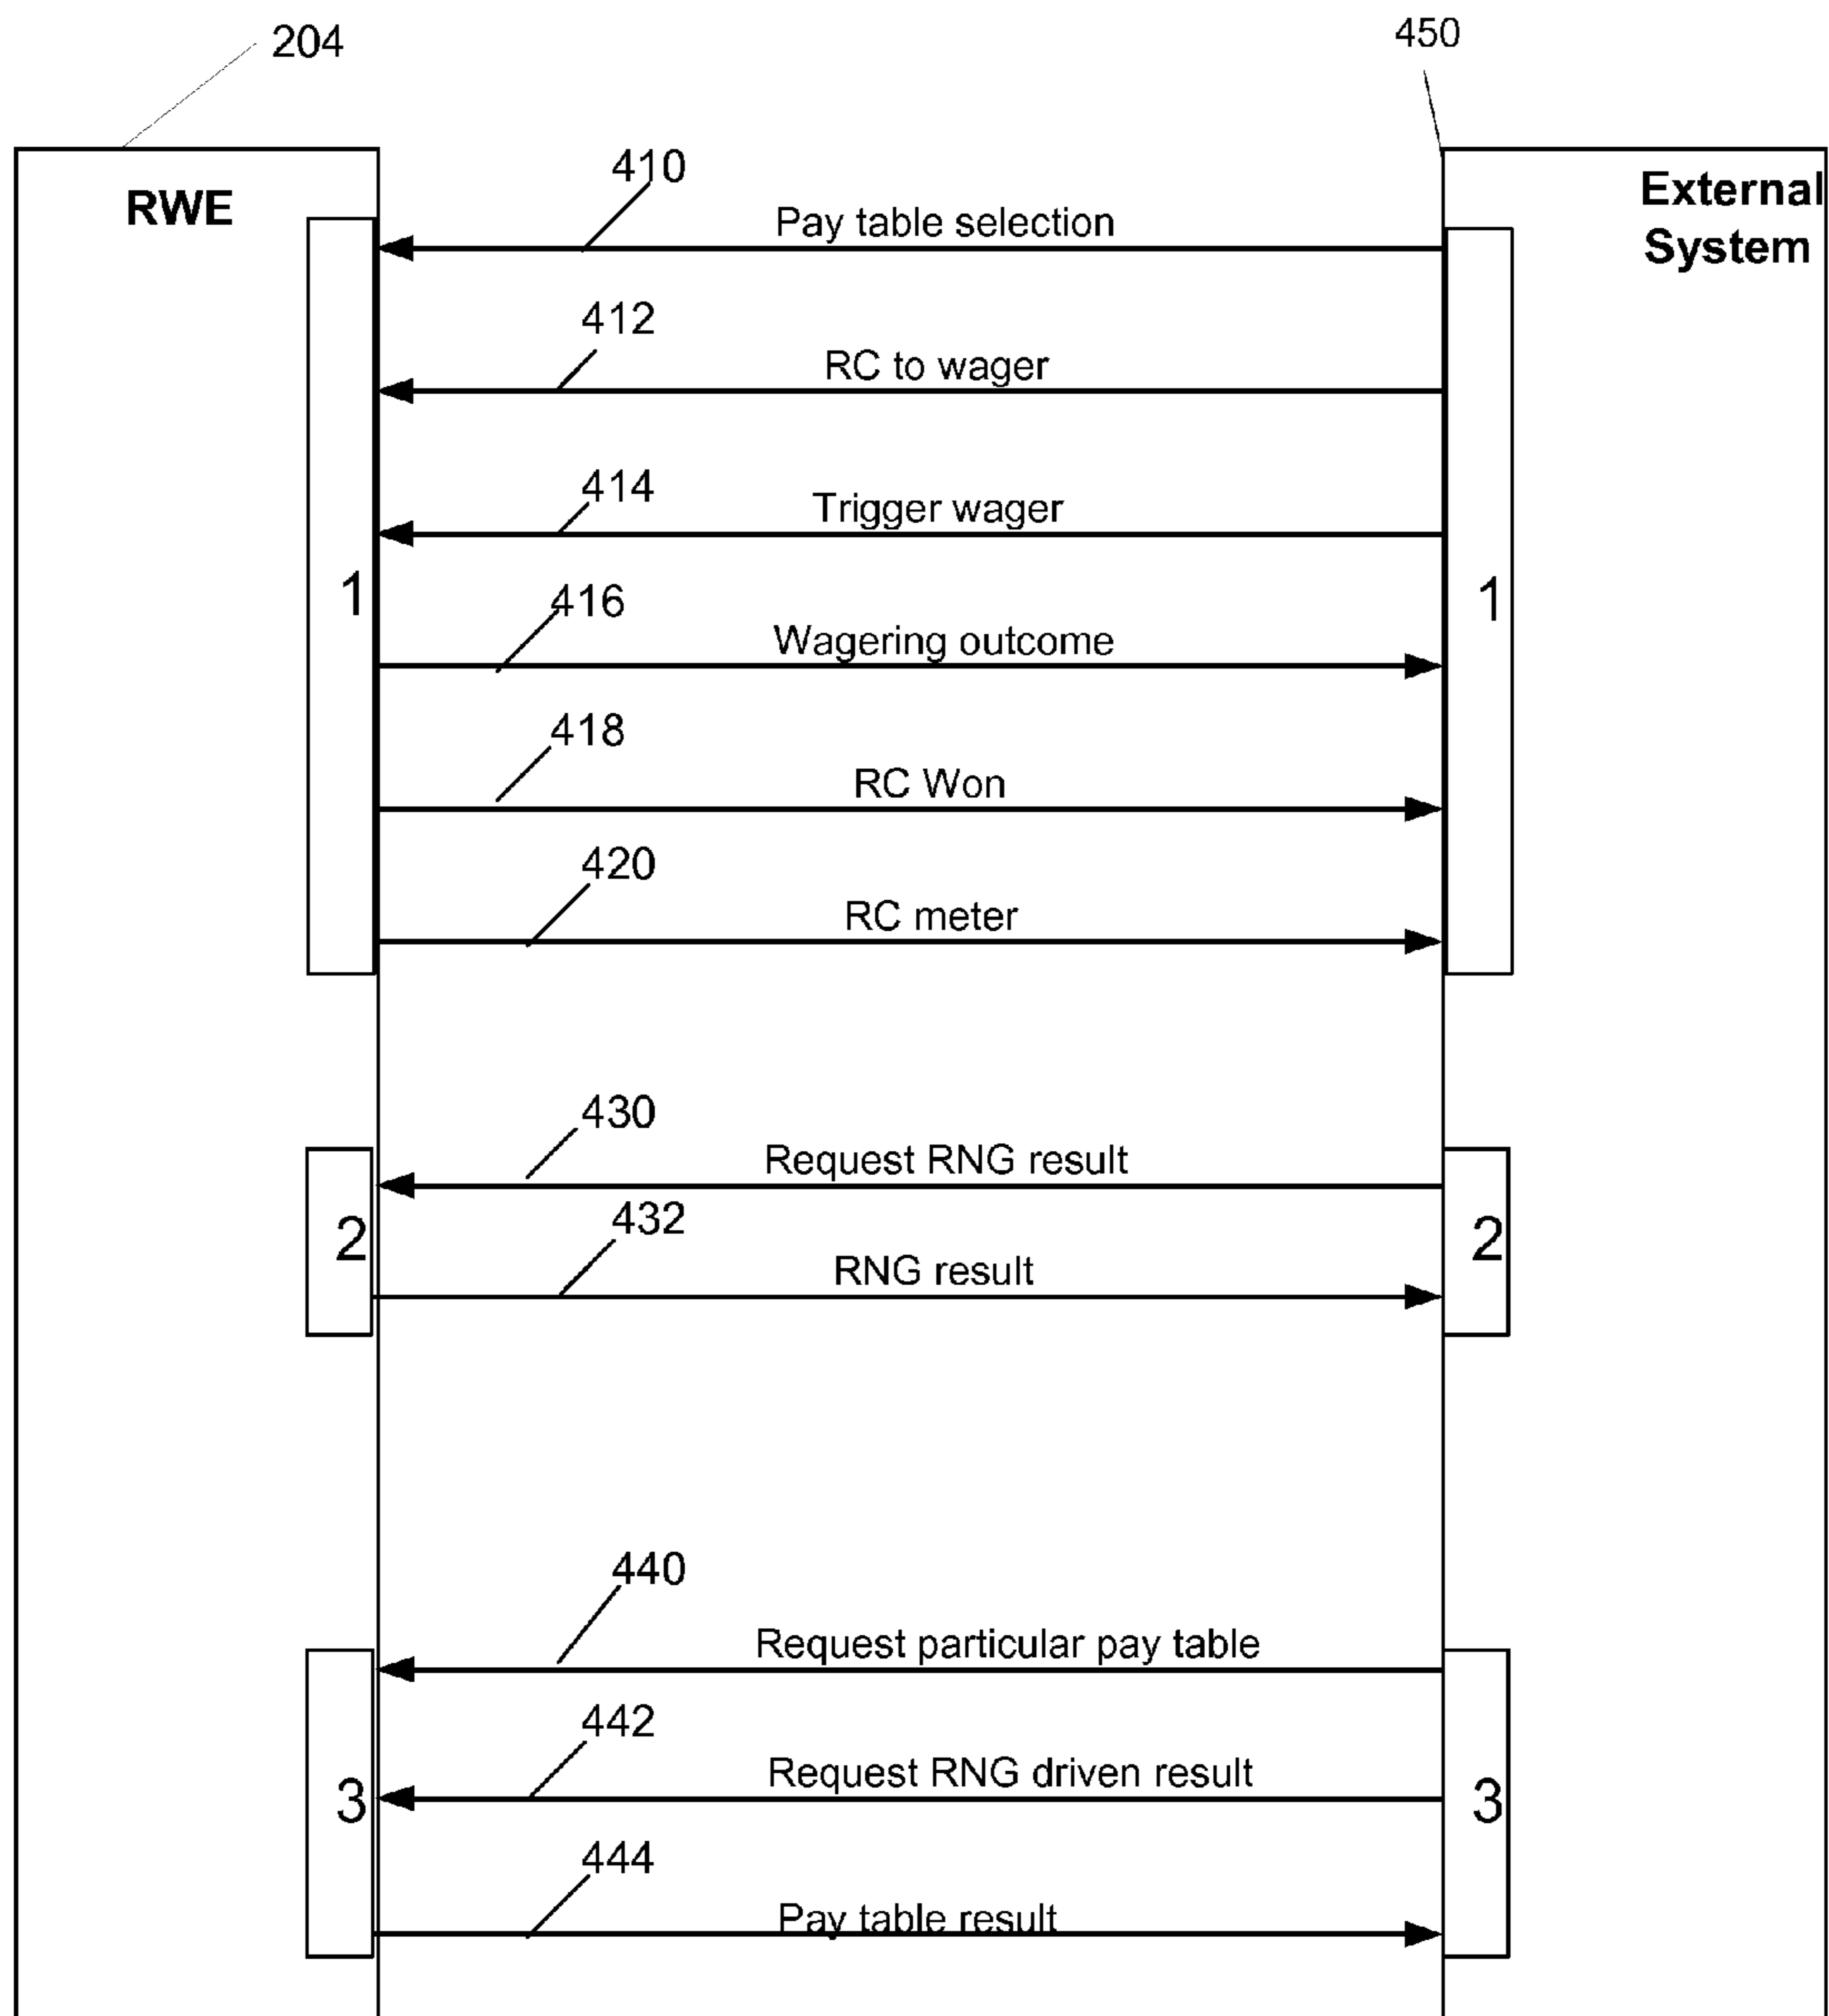 204
450
RWE
External
System
410
Pay table selection
412
RC to wager
414
Trigger wager
1
1
416
Wagering outcome
418
RC Won
420
RC meter
430
Request RNG result
2
2
432
RNG result
440
Request particular pay table
442
Request RNG driven result
3
3
444
Pay table result